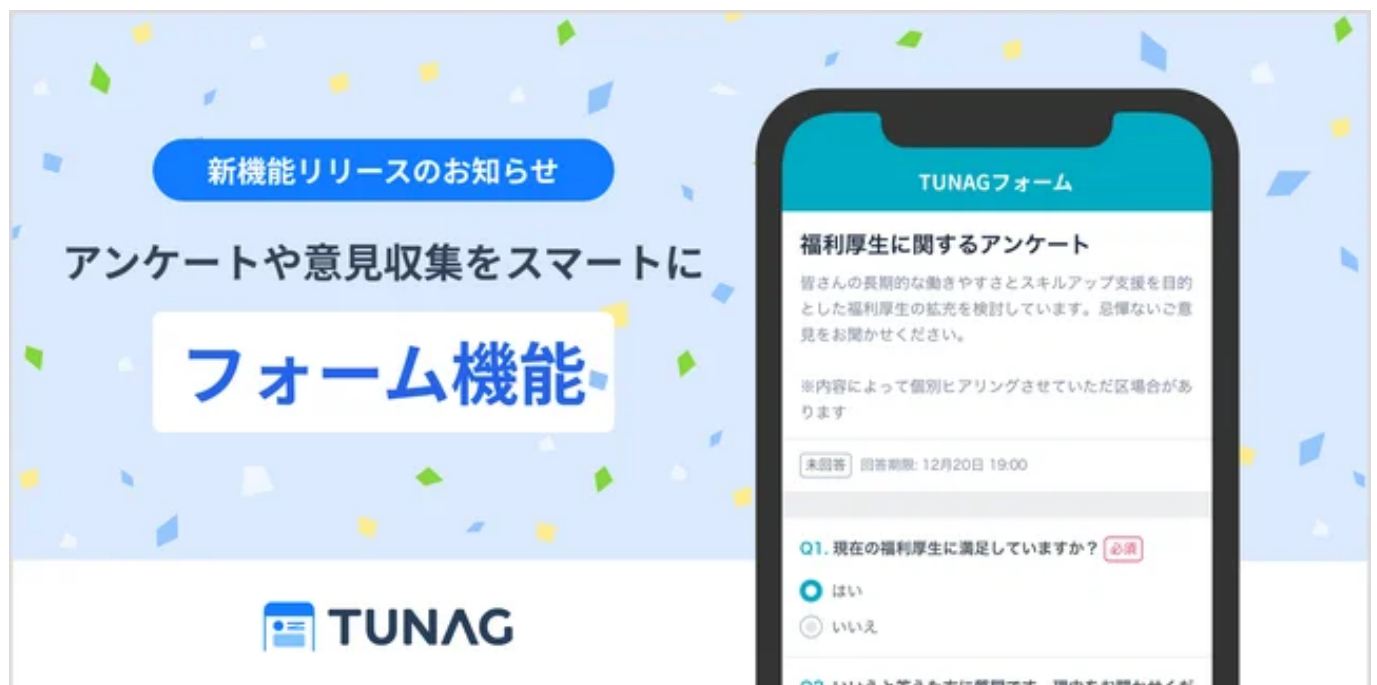 新機能リリースのお知らせ
アンケートや意見収集をスマートに
フォーム機能
TUNAG
TUNAGフォーム
福利厚生に関するアンケート
皆さんの長期的な働きやすさとスキルアップ支援を目的
とした福利厚生の拡充を検討しています。忌憚ないご意
見をお聞かせください。
※内容によって個別ヒアリングさせていただ区場合があ
ります
未回答 回答期限: 12月20日 19:00
Q1. 現在の福利厚生に満足していますか？ 必須
はい
いいえ